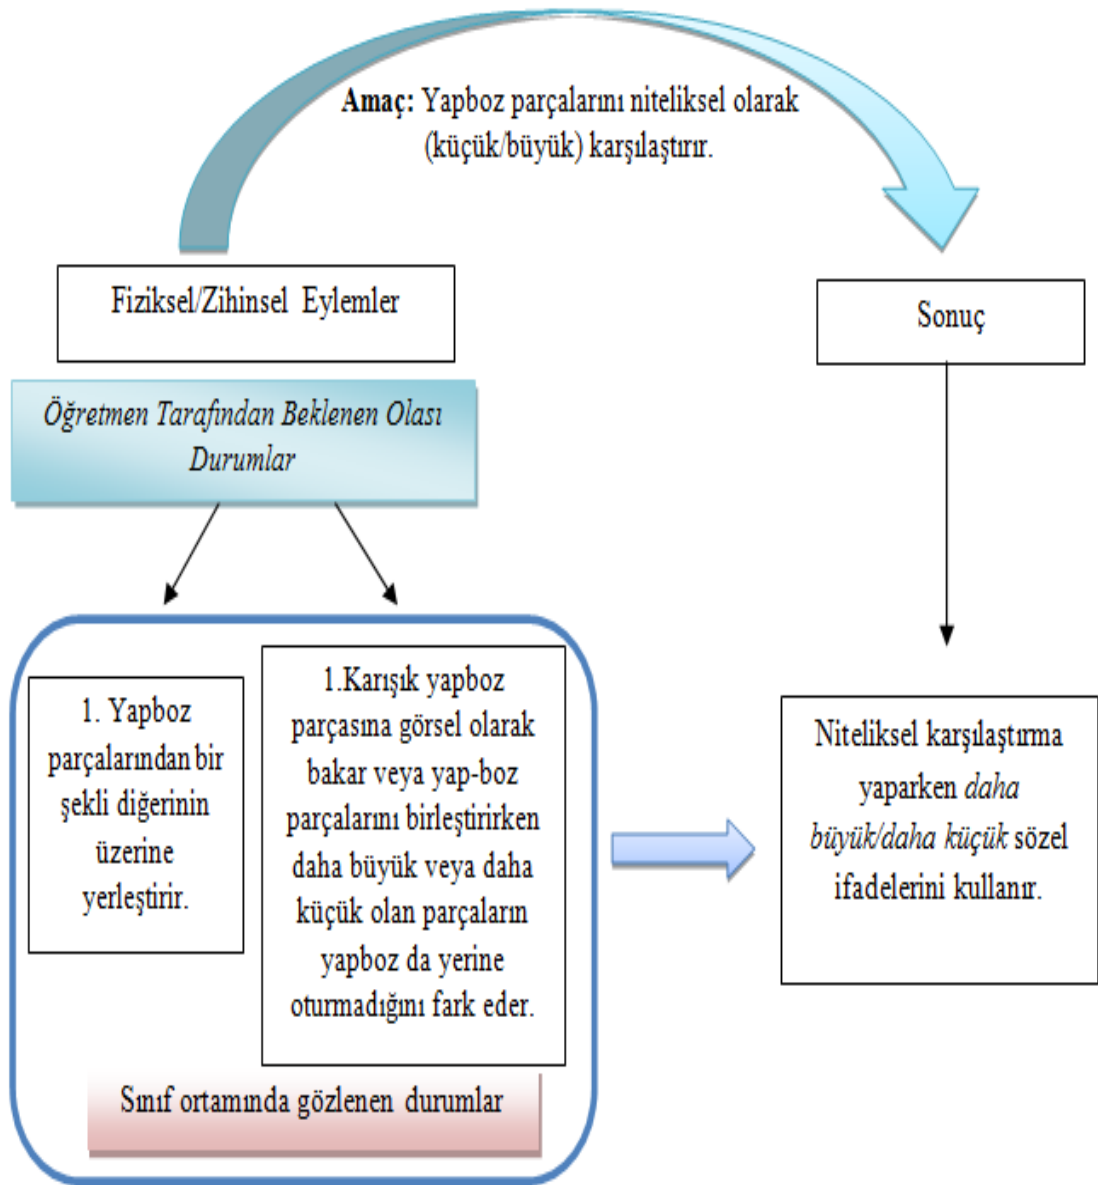 Amaç: Yapboz parçalarını niteliksel olarak
(küçük/büyük) karşılaştırır.
Fiziksel/Zihinsel Eylemler
Sonuç
Öğretmen Tarafından Beklenen Olası
Durumlar
1. Yapboz
parçalarından bir
şekli diğerinin
üzerine
yerleştirir.
1.Karışık yapboz
parçasına görsel olarak
bakar veya yap-boz
parçalarını birleştirirken
daha büyük veya daha
küçük olan parçaların
yapboz da yerine
oturmadığını fark eder.
Niteliksel karşılaştırma
yaparken daha
büyük/daha küçük sözel
ifadelerini kullanır.
Sınıf ortamında gözlenen durumlar